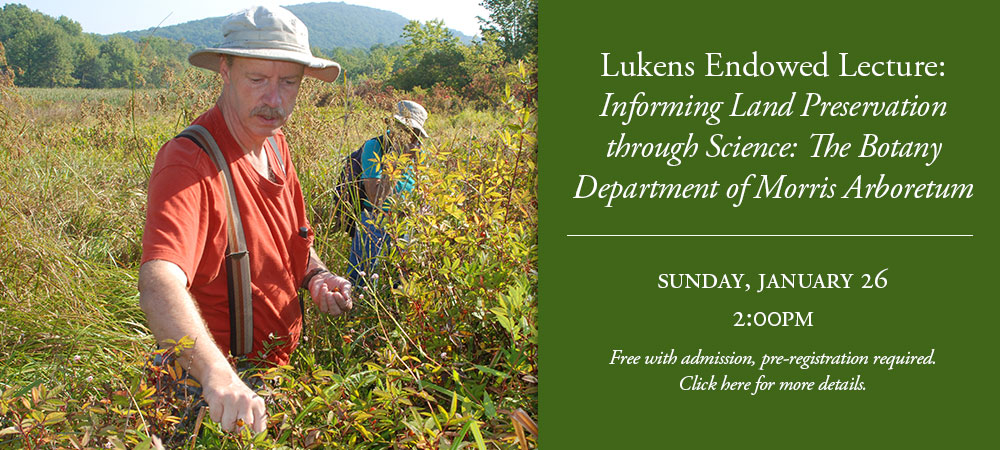 Lukens Endowed Lecture:
Informing Land Preservation
through Science: The Botany
Department of Morris Arboretum
SUNDAY, JANUARY 26
2:00PM
Free with admission, pre-registration required.
Click here for more details.